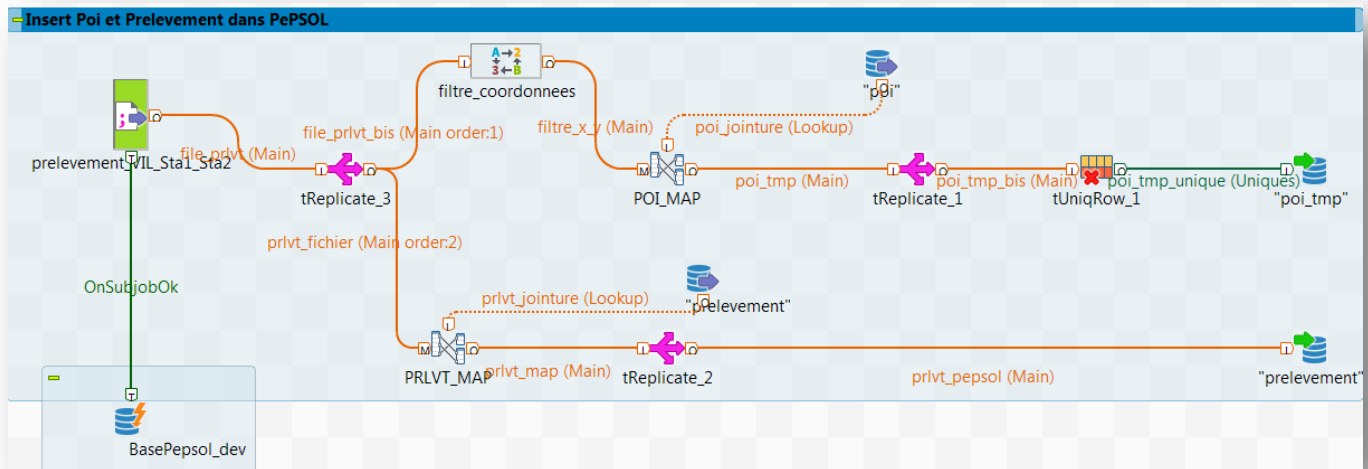 Insert Poi et Prelevement dans PePSOL
A→2
3←B
filtre_coordonnees
"poi"
prelevement_VIL_Sta1_Sta2
file_prlvt (Main)
file_prlvt_bis (Main order:1)
filtre_x_y (Main)
poi_jointure (Lookup)
tReplicate_3
POI_MAP
poi_tmp (Main)
tReplicate_1
poi_tmp_bis (Main)
tUniqRow_1
poi_tmp_unique (Uniques)
"poi_tmp"
prlvt_fichier (Main order:2)
OnSubjobOk
prlvt_jointure (Lookup)
"prelevement"
PRLVT_MAP
prlvt_map (Main)
tReplicate_2
prlvt_pepsol (Main)
"prelevement"
BasePepsol_dev